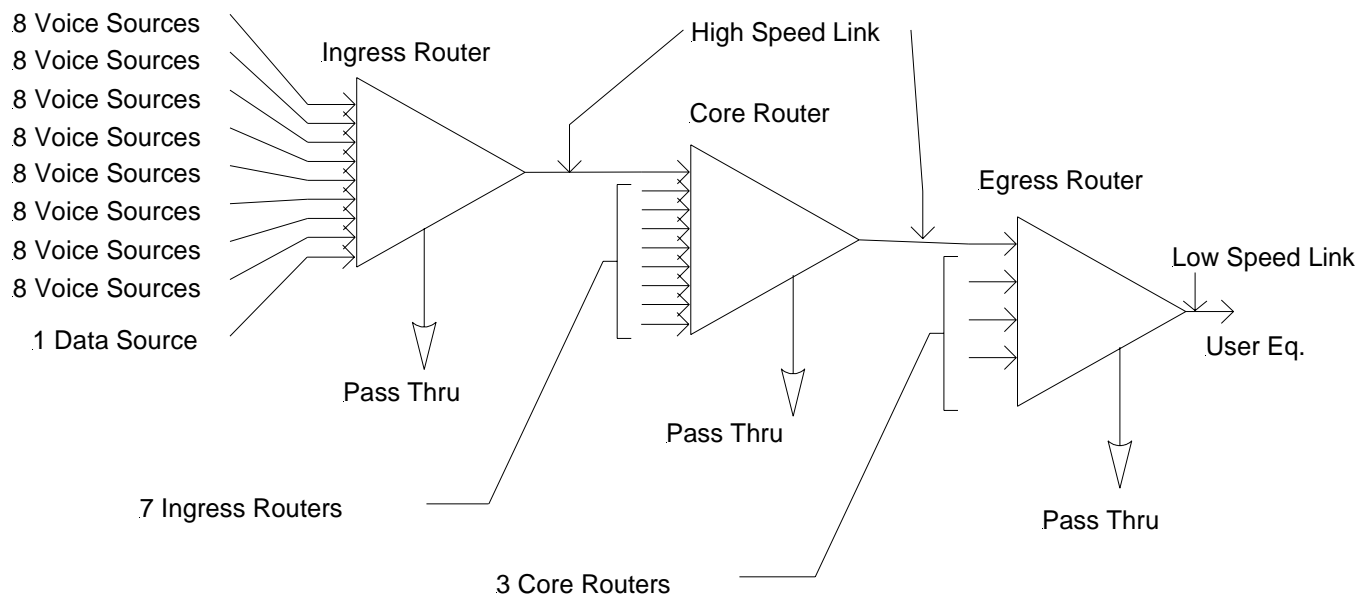 8 Voice Sources
8 Voice Sources
8 Voice Sources
8 Voice Sources
8 Voice Sources
8 Voice Sources
8 Voice Sources
8 Voice Sources
1 Data Source
Ingress Router
Pass Thru
High Speed Link
Core Router
Pass Thru
7 Ingress Routers
Egress Router
Low Speed Link
User Eq.
Pass Thru
3 Core Routers